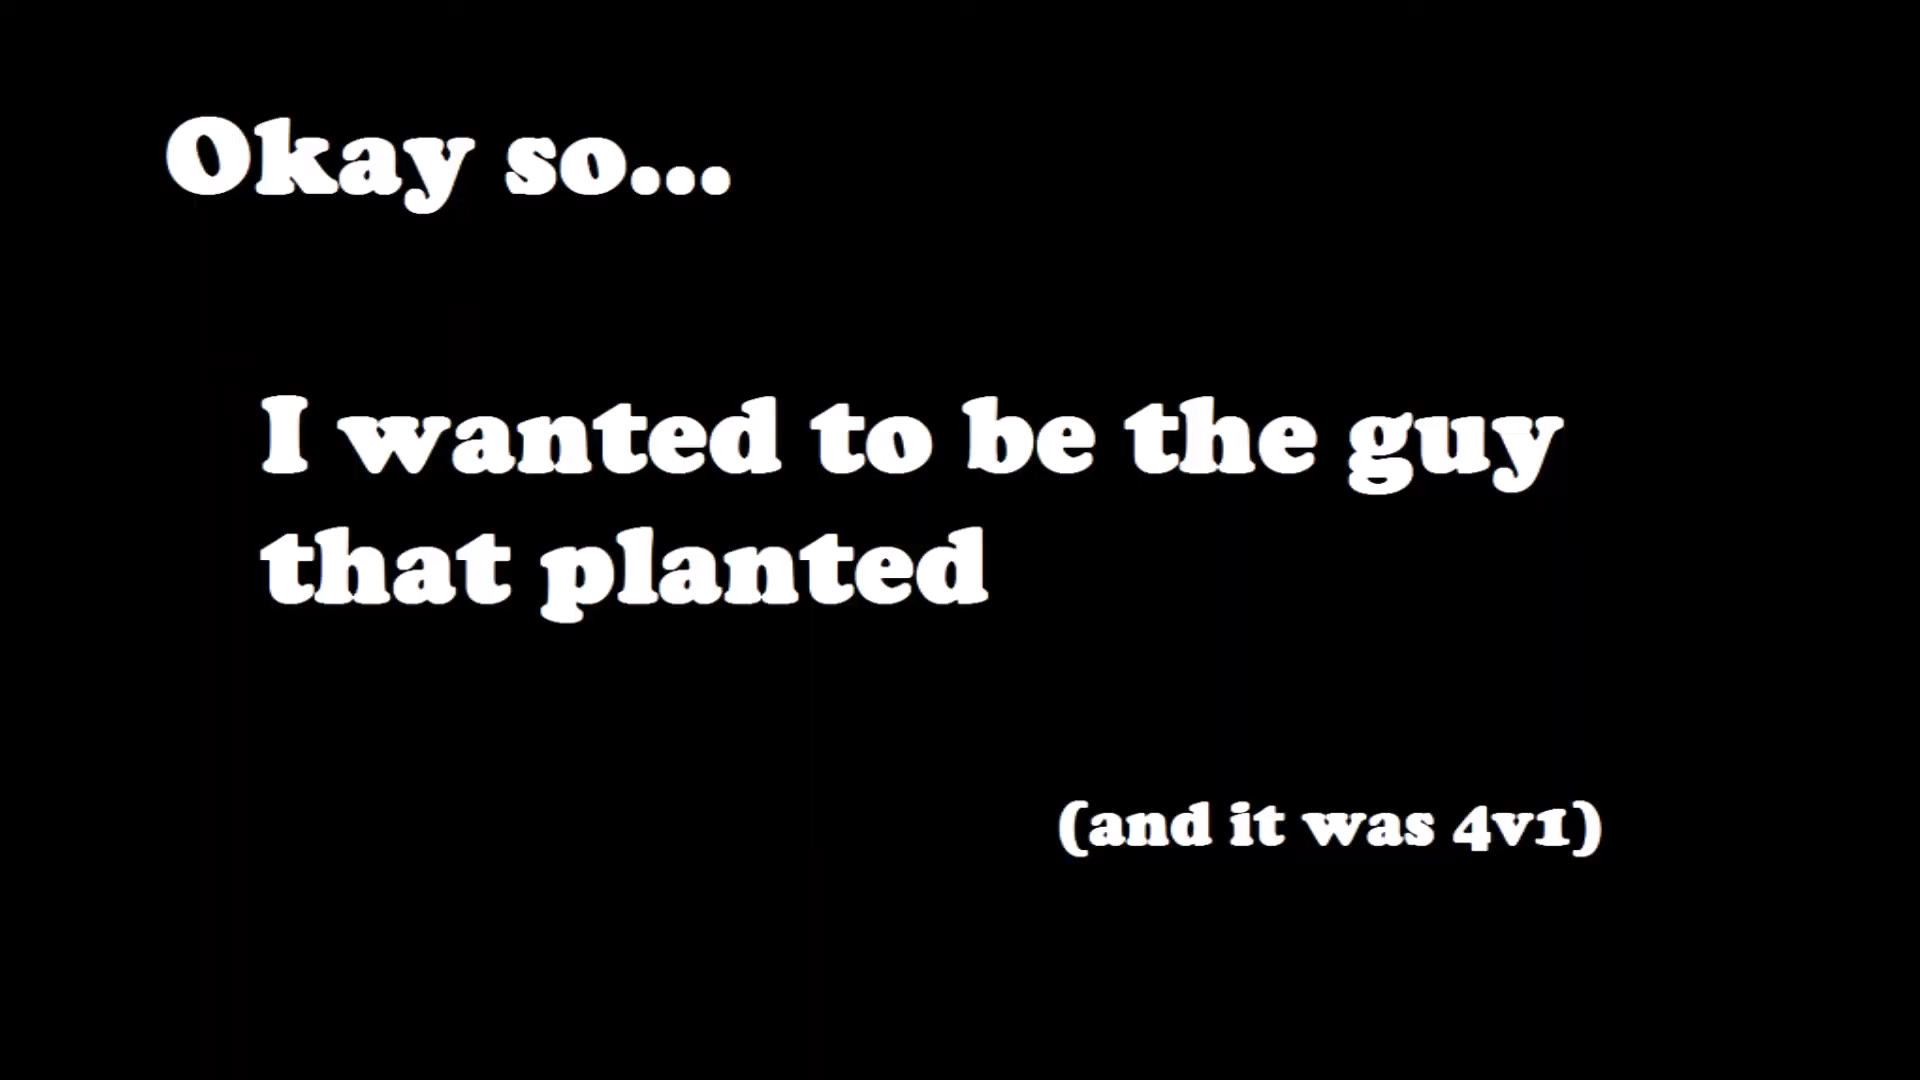 Okay so...
I wanted to be the guy
that planted
(and it was 4v1)